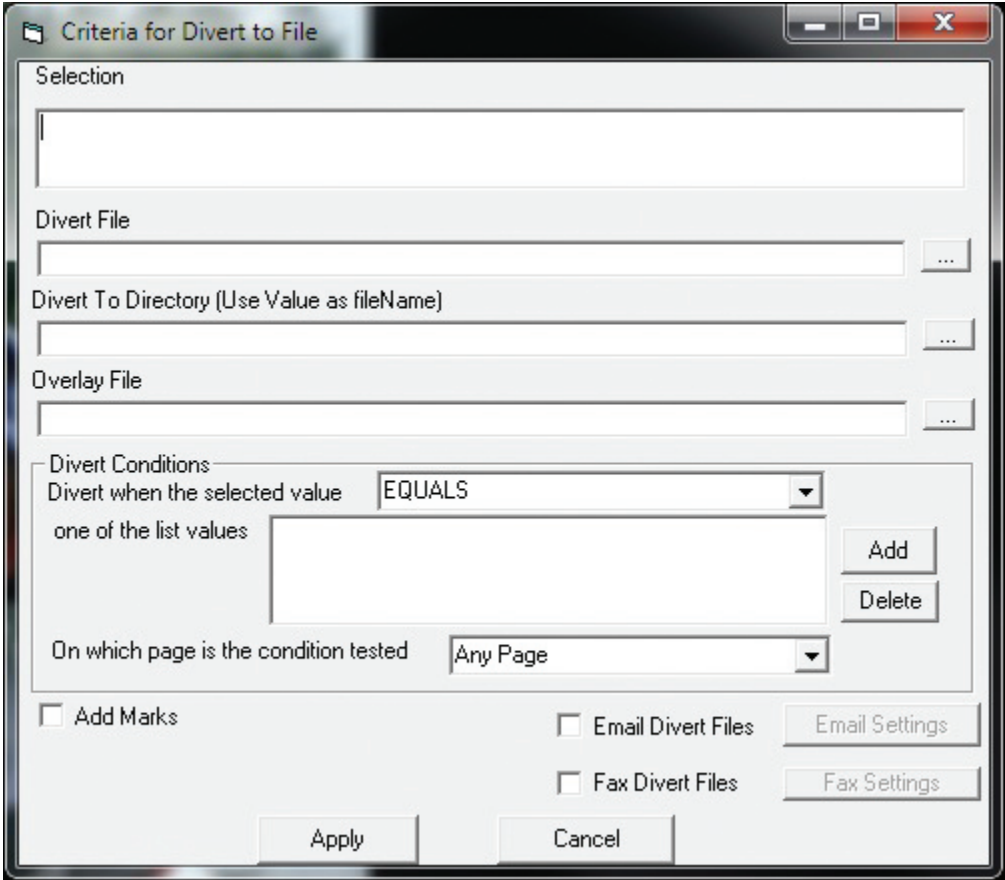 Criteria for Divert to File
Selection
Divert File
...
Divert To Directory (Use Value as fileName)
...
Overlay File
...
Divert Conditions
Divert when the selected value EQUALS
one of the list values
Add
Delete
On which page is the condition tested Any Page
Add Marks
Email Divert Files Email Settings
Fax Divert Files Fax Settings
Apply Cancel